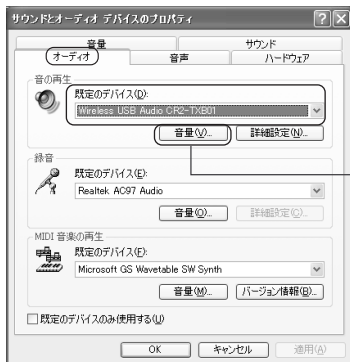 サウンドとオーディオ デバイスのプロパティ
音量
サウンド
オーディオ
音声
ハードウェア
音の再生
既定のデバイス(D):
Wireless USB Audio CR2-TXB01
音量(V)...
詳細設定(N)...
録音
既定のデバイス(E):
Realtek AC97 Audio
音量(O)...
詳細設定(C)...
MIDI 音楽の再生
既定のデバイス(F):
Microsoft GS Wavetable SW Synth
音量(M)...
バージョン情報(B)...
既定のデバイスのみ使用する(U)
OK
キャンセル
適用(A)